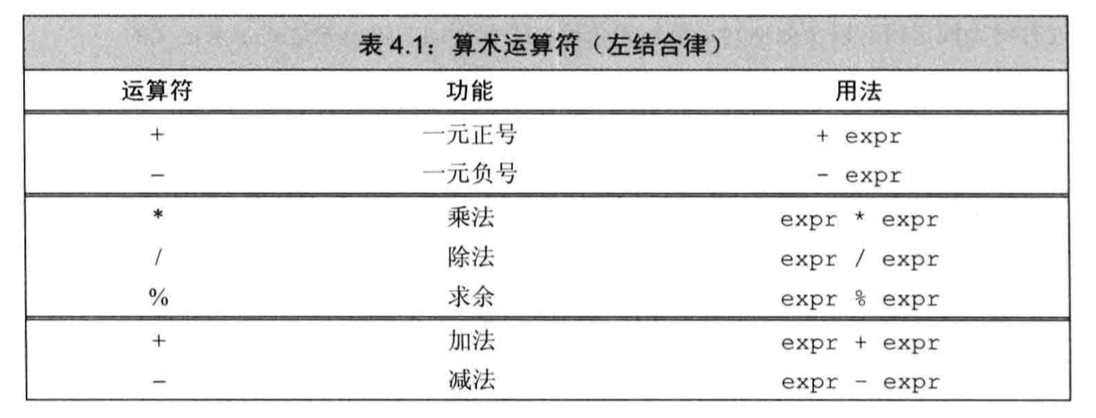 表 4.1：算术运算符（左结合律）
运算符 功能 用法
+ 一元正号 + expr
− 一元负号 - expr
* 乘法 expr * expr
/ 除法 expr / expr
% 求余 expr % expr
+ 加法 expr + expr
− 减法 expr - expr